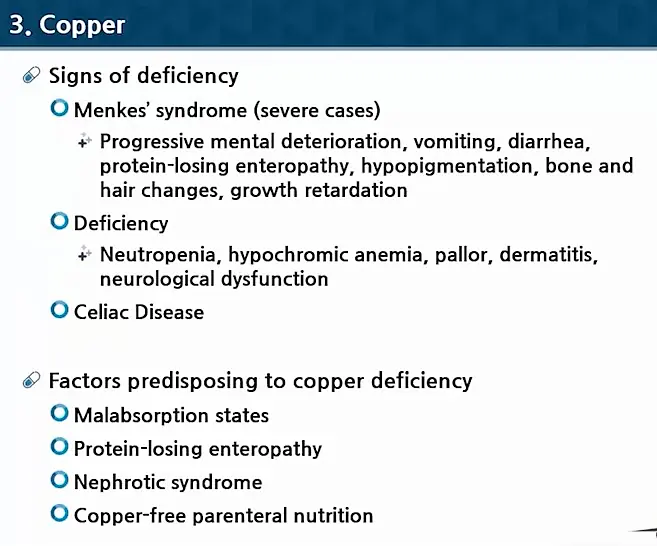 3. Copper
Signs of deficiency
Menkes' syndrome (severe cases)
Progressive mental deterioration, vomiting, diarrhea,
protein-losing enteropathy, hypopigmentation, bone and
hair changes, growth retardation
Deficiency
Neutropenia, hypochromic anemia, pallor, dermatitis,
neurological dysfunction
Celiac Disease
Factors predisposing to copper deficiency
Malabsorption states
Protein-losing enteropathy
Nephrotic syndrome
Copper-free parenteral nutrition